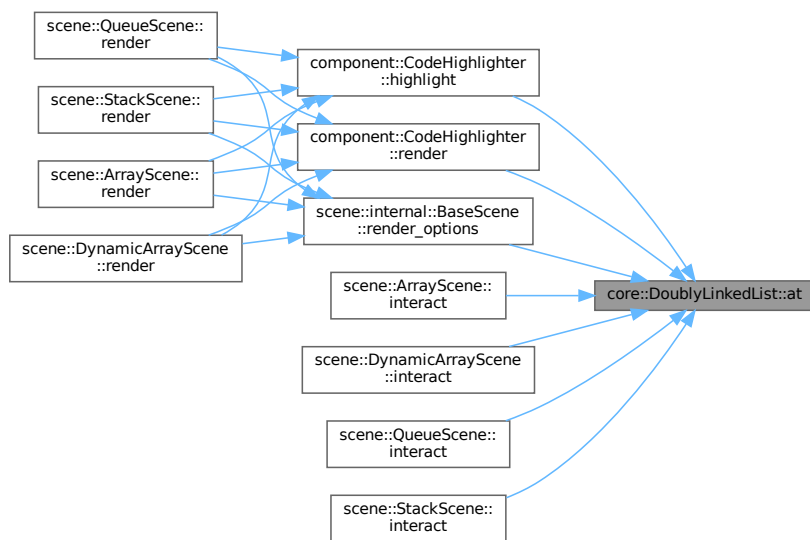 scene::QueueScene::
render
scene::StackScene::
render
scene::ArrayScene::
render
scene::DynamicArrayScene
::render
component::CodeHighlighter
::highlight
component::CodeHighlighter
::render
scene::internal::BaseScene
::render_options
scene::ArrayScene::
interact
scene::DynamicArrayScene
::interact
scene::QueueScene::
interact
scene::StackScene::
interact
core::DoublyLinkedList::at